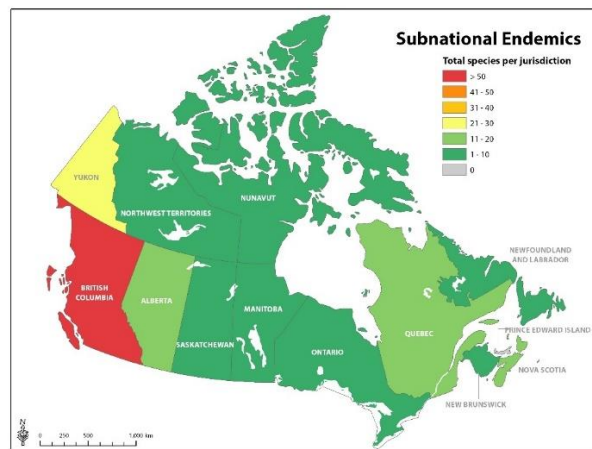 Subnational Endemics
Total species per jurisdiction
> 50
41 - 50
31 - 40
21 - 30
11 - 20
1 - 10
0
YUKON
NORTHWEST TERRITORIES
NUNAVUT
BRITISH
COLUMBIA
ALBERTA
SASKATCHEWAN
MANITOBA
ONTARIO
QUEBEC
NEWFOUNDLAND
AND LABRADOR
PRINCE EDWARD ISLAND
NOVA SCOTIA
NEW BRUNSWICK
N
0 250 500 1,000 km